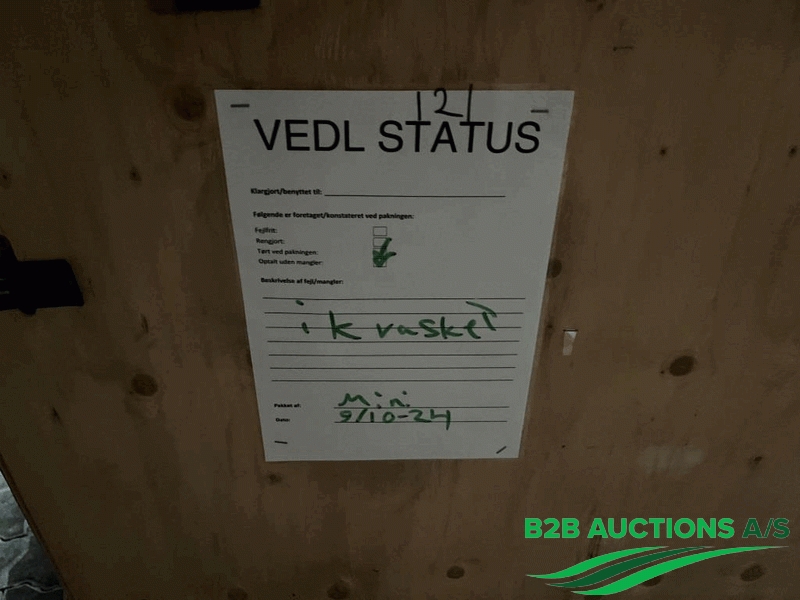 121
VEDL STATUS
Klargjort/benyttet til:
Følgende er foretaget/konstateret ved pakningen:
Fejlfrit:
Rengjort:
Tørt ved pakningen:
Optalt uden mangler:
Beskrivelse af fejl/mangler:
ik vasket
Pakket af: Mini
Dato: 9/10-24
B2B AUCTIONS A/S